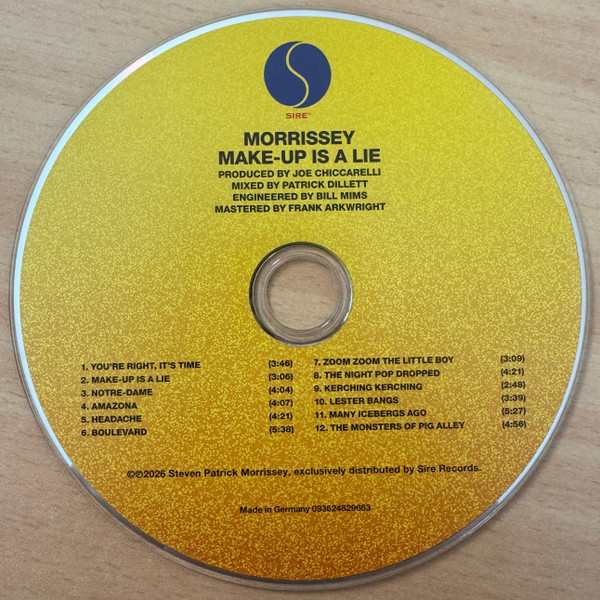 SIRE™
MORRISSEY
MAKE-UP IS A LIE
PRODUCED BY JOE CHICCARELLI
MIXED BY PATRICK DILLETT
ENGINEERED BY BILL MIMS
MASTERED BY FRANK ARKWRIGHT
1. YOU'RE RIGHT, IT'S TIME (3:46)
2. MAKE-UP IS A LIE (3:06)
3. NOTRE-DAME (4:04)
4. AMAZONA (4:07)
5. HEADACHE (4:21)
6. BOULEVARD (5:38)
7. ZOOM ZOOM THE LITTLE BOY (3:09)
8. THE NIGHT POP DROPPED (4:21)
9. KERCHING KERCHING (2:48)
10. LESTER BANGS (3:39)
11. MANY ICEBERGS AGO (5:27)
12. THE MONSTERS OF PIG ALLEY (4:56)
©℗2026 Steven Patrick Morrissey, exclusively distributed by Sire Records.
Made in Germany 093624829683